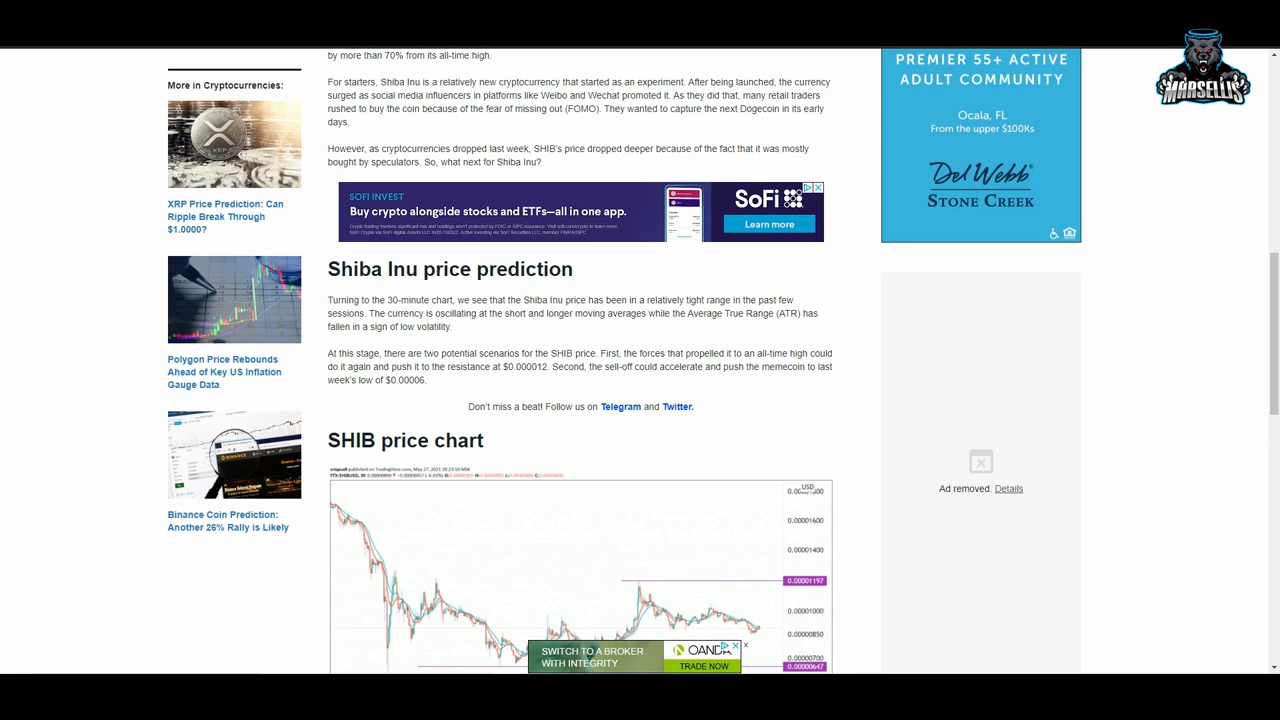 by more than 70% from its all-time high.
For starters, Shiba Inu is a relatively new cryptocurrency that started as an experiment. After being launched, the currency
surged as social media influencers in platforms like Weibo and Wechat promoted it. As they did that, many retail traders
rushed to buy the coin because of the fear of missing out (FOMO). They wanted to capture the next Dogecoin in its early
days.
However, as cryptocurrencies dropped last week, SHIB's price dropped deeper because of the fact that it was mostly
bought by speculators. So, what next for Shiba Inu?
SOFI INVEST
Buy crypto alongside stocks and ETFs—all in one app.
SoFi
Learn more
Shiba Inu price prediction
Turning to the 30-minute chart, we see that the Shiba Inu price has been in a relatively tight range in the past few
sessions. The currency is oscillating at the short and longer moving averages while the Average True Range (ATR) has
fallen in a sign of low volatility.
At this stage, there are two potential scenarios for the SHIB price. First, the forces that propelled it to an all-time high could
do it again and push it to the resistance at $0.000012. Second, the sell-off could accelerate and push the memecoin to last
week's low of $0.00006.
Don't miss a beat! Follow us on Telegram and Twitter.
SHIB price chart
published on TradingView.com, May 27, 2021
USD
0.00001600
0.00001400
0.00001197
0.00001000
0.00000850
0.00000700
0.00000647
SWITCH TO A BROKER
WITH INTEGRITY
OANDA
TRADE NOW
More in Cryptocurrencies:
XRP
XRP Price Prediction: Can
Ripple Break Through
$1.0000?
Polygon Price Rebounds
Ahead of Key US Inflation
Gauge Data
BINANCE
Binance Coin Prediction:
Another 26% Rally is Likely
PREMIER 55+ ACTIVE
ADULT COMMUNITY
Ocala, FL
From the upper $100Ks
Del Webb
STONE CREEK
Ad removed. Details
MARSELLIS